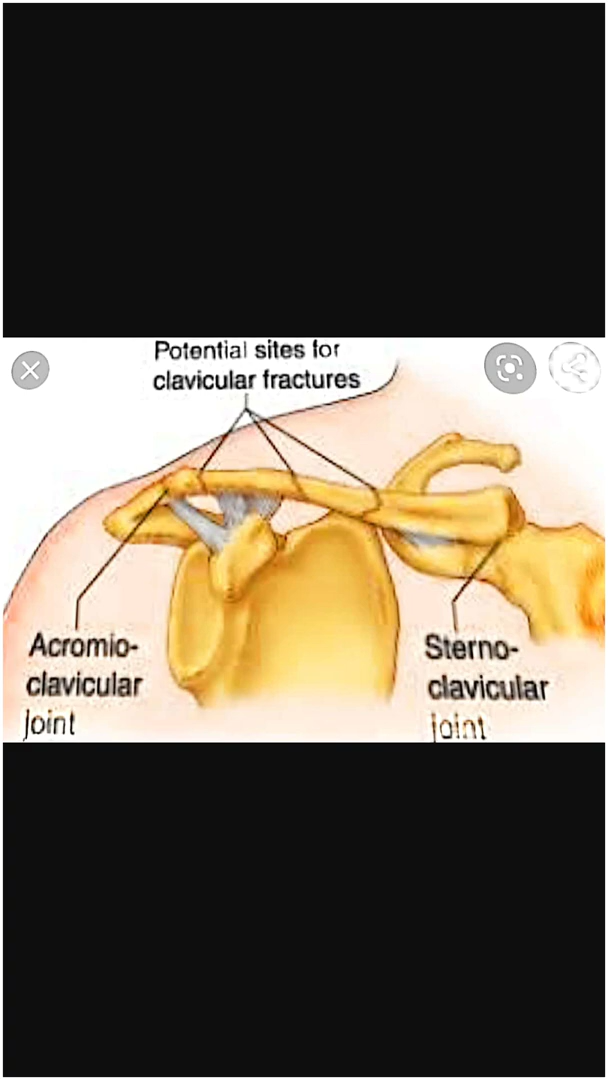 Potential sites for
clavicular fractures
Acromio-
clavicular
joint
Sterno-
clavicular
joint